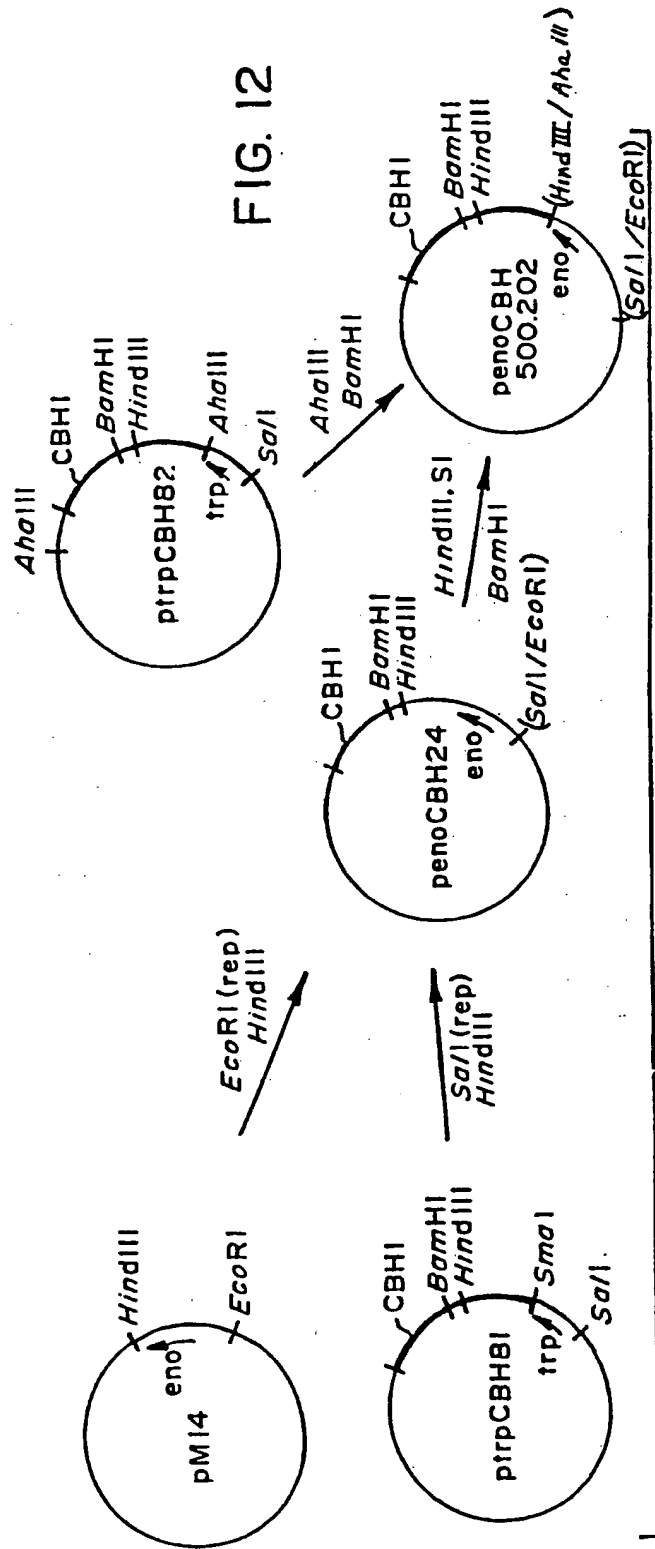 FIG. 12
HindIII
eno
EcoRI
pM14
CBHI
BamHI
HindIII
SmaI
trp
SalI
ptrpCBH81
EcoRI (rep)
HindIII
SalI (rep)
HindIII
CBHI
BamHI
HindIII
eno
(SalI/EcoRI)
penoCBH24
AhaIII
CBHI
BamHI
HindIII
AhaIII
trp
SalI
ptrpCBH82
AhaIII
BamHI
HindIII, SI
BamHI
CBHI
BamHI
HindIII
(HindIII/AhaIII)
eno
(SalI/EcoRI)
penoCBH
500.202